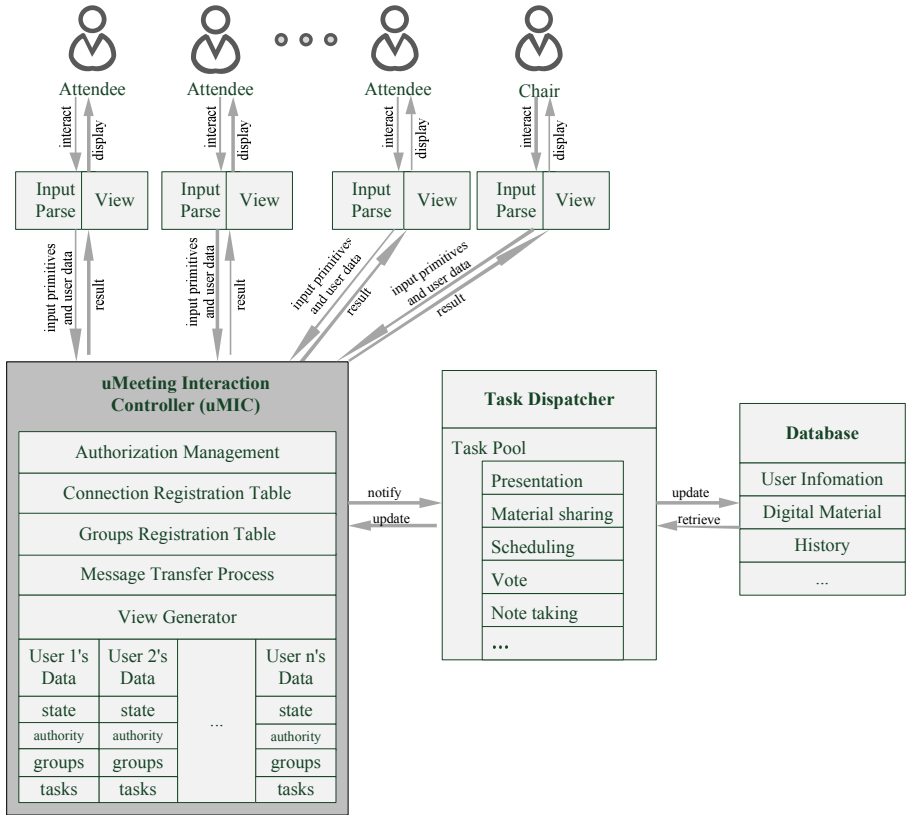 Attendee
Attendee
Attendee
Chair
interact
display
interact
display
interact
display
interact
display
Input
Parse
View
Input
Parse
View
Input
Parse
View
Input
Parse
View
input primitives
and user data
result
input primitives
and user data
result
input primitives
and user data
result
input primitives
and user data
result
uMeeting Interaction
Controller (uMIC)
Authorization Management
Connection Registration Table
Groups Registration Table
Message Transfer Process
View Generator
User 1's
Data
state
authority
groups
tasks
User 2's
Data
state
authority
groups
tasks
...
User n's
Data
state
authority
groups
tasks
notify
update
Task Dispatcher
Task Pool
Presentation
Material sharing
Scheduling
Vote
Note taking
...
update
retrieve
Database
User Infomation
Digital Material
History
...